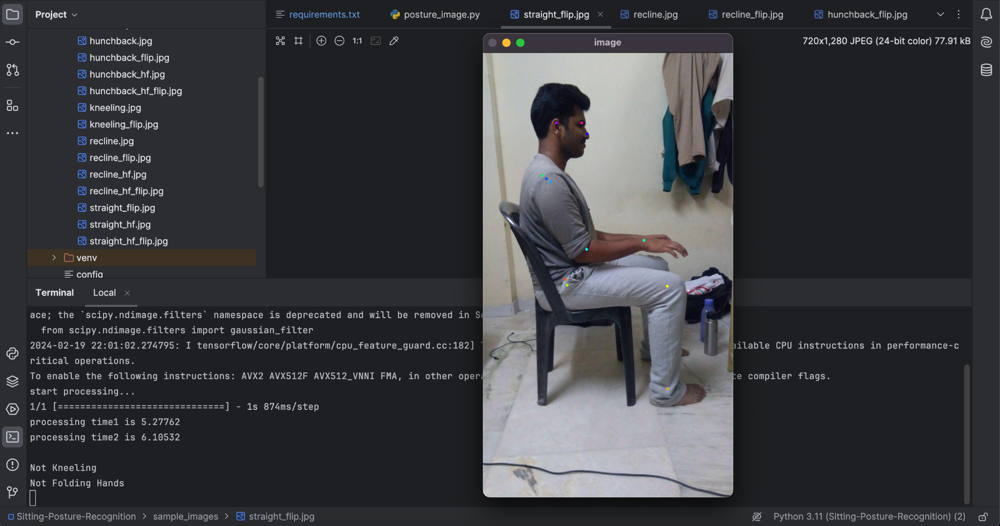 Project
requirements.txt
posture_image.py
straight_flip.jpg
recline.jpg
recline_flip.jpg
hunchback_flip.jpg
1:1
720x1,280 JPEG (24-bit color) 77.91 kB
image
hunchback.jpg
hunchback_flip.jpg
hunchback_hf.jpg
hunchback_hf_flip.jpg
kneeling.jpg
kneeling_flip.jpg
recline.jpg
recline_flip.jpg
recline_hf.jpg
recline_hf_flip.jpg
straight_flip.jpg
straight_hf.jpg
straight_hf_flip.jpg
venv
config
Terminal
Local
ace; the `scipy.ndimage.filters` namespace is deprecated and will be removed in
from scipy.ndimage.filters import gaussian_filter
2024-02-19 22:01:02.274795: I tensorflow/core/platform/cpu_feature_guard.cc:182] ailable CPU instructions in performance-c
ritical operations.
To enable the following instructions: AVX2 AVX512F AVX512_VNNI FMA, in other opera te compiler flags.
start processing...
1/1 [==============================] - 1s 874ms/step
processing time1 is 5.27762
processing time2 is 6.10532
Not Kneeling
Not Folding Hands
Sitting-Posture-Recognition > sample_images > straight_flip.jpg
Python 3.11 (Sitting-Posture-Recognition) (2)